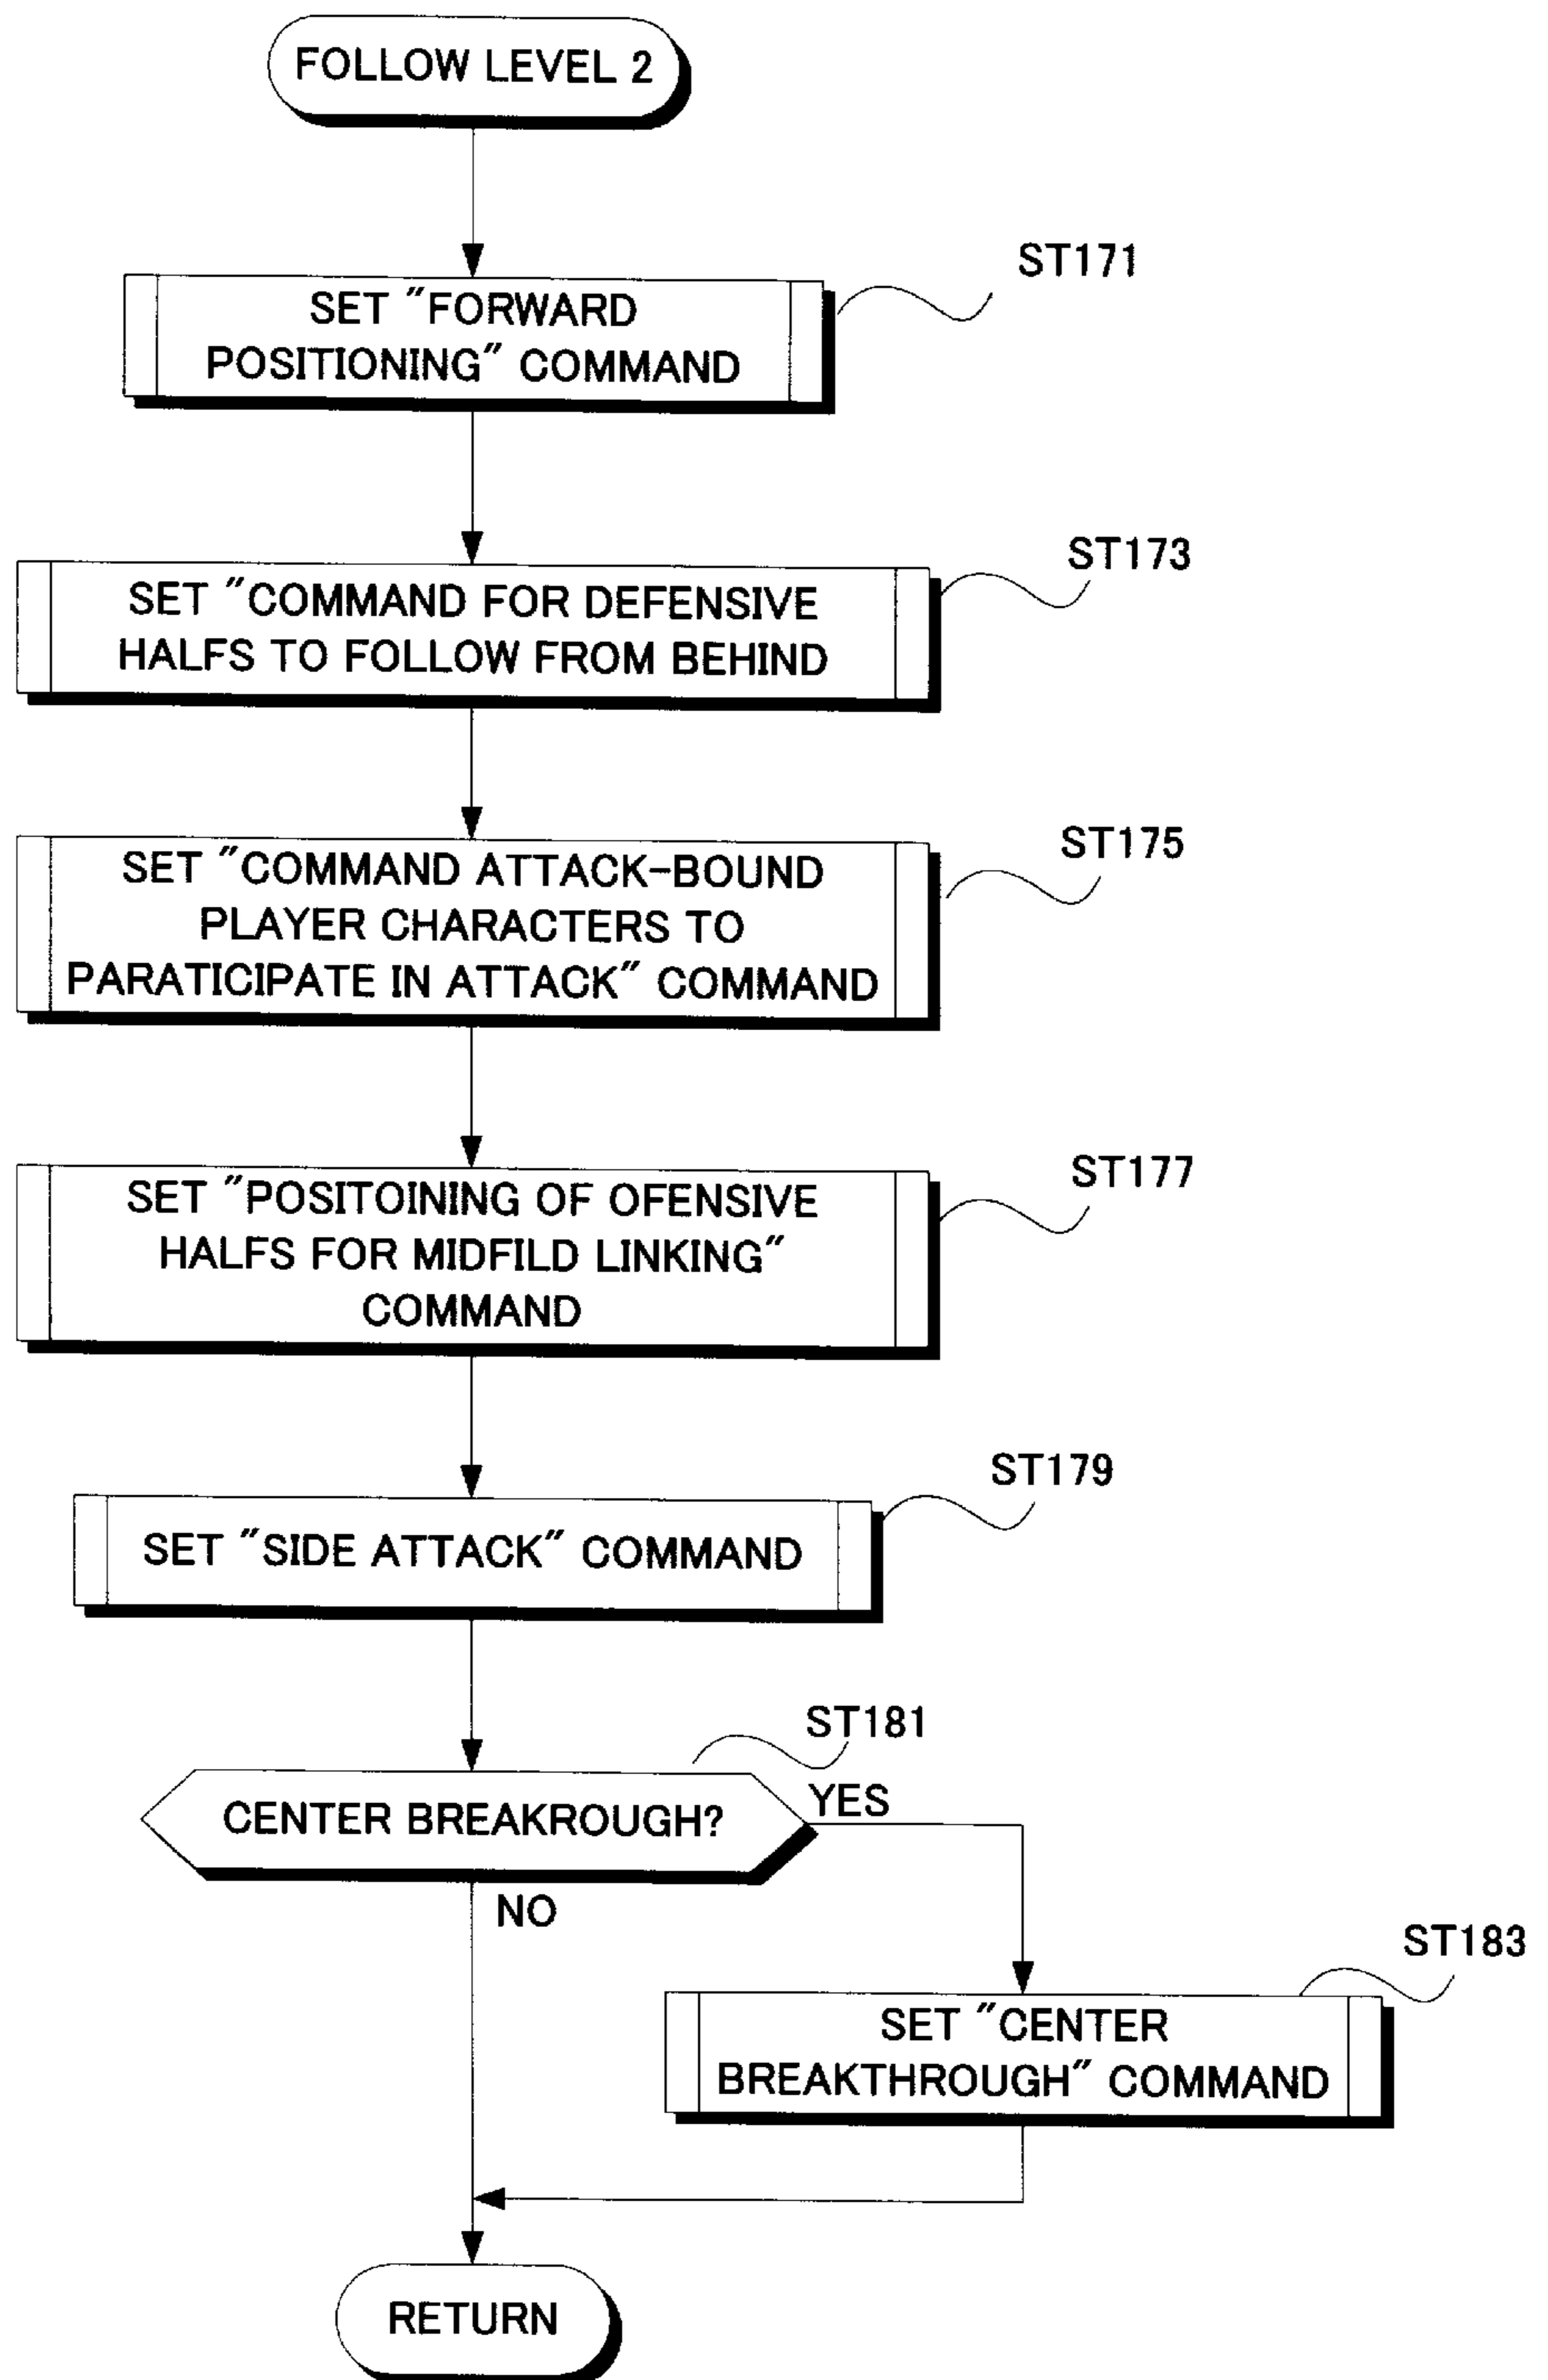 FOLLOW LEVEL 2
ST171
SET "FORWARD
POSITIONING" COMMAND
ST173
SET "COMMAND FOR DEFENSIVE
HALFS TO FOLLOW FROM BEHIND
ST175
SET "COMMAND ATTACK-BOUND
PLAYER CHARACTERS TO
PARATICIPATE IN ATTACK" COMMAND
ST177
SET "POSITOINING OF OFENSIVE
HALFS FOR MIDFILD LINKING"
COMMAND
ST179
SET "SIDE ATTACK" COMMAND
ST181
CENTER BREAKROUGH?
YES
NO
ST183
SET "CENTER
BREAKTHROUGH" COMMAND
RETURN